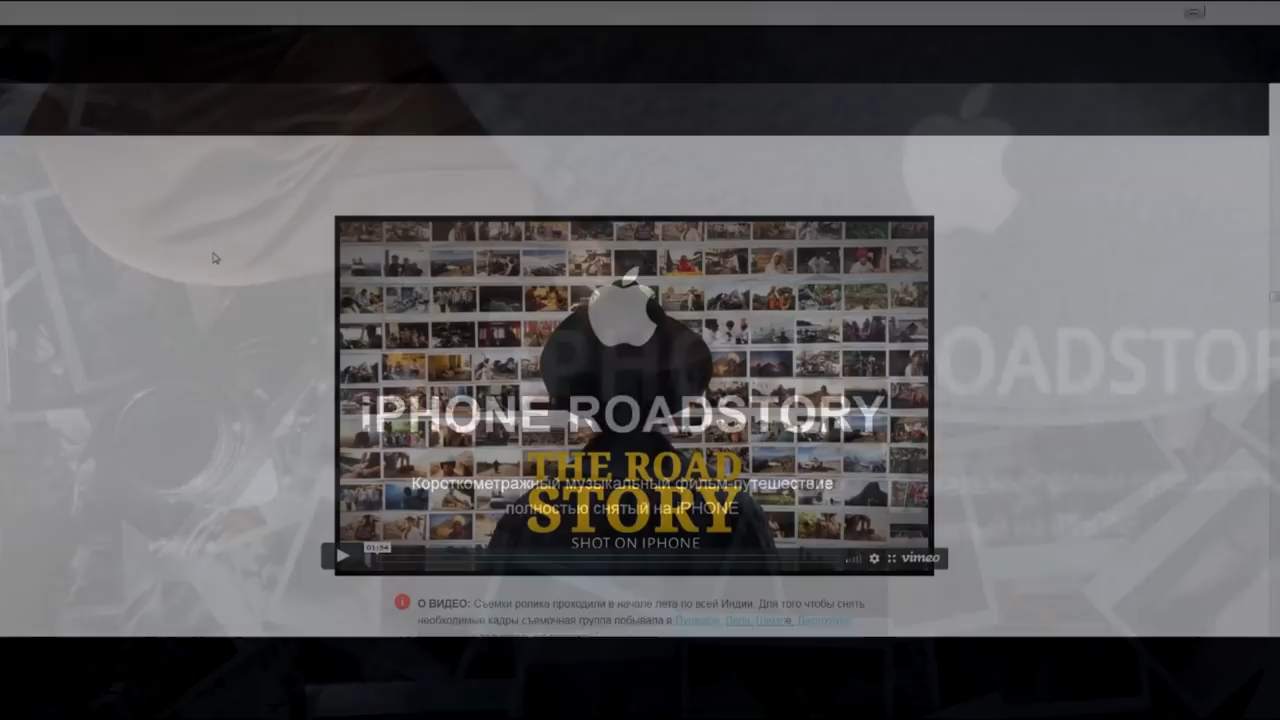 iPHONE ROADSTORY
ROADSTOR
THE ROAD
STORY
Короткометражный музыкальный фильм-путешествие
полностью снятый на iPHONE
SHOT ON IPHONE
01:54
vimeo
О ВИДЕО: Съемки ролика проходили в начале лета по всей Индии. Для того чтобы снять
необходимые кадры съемочная группа побывала в